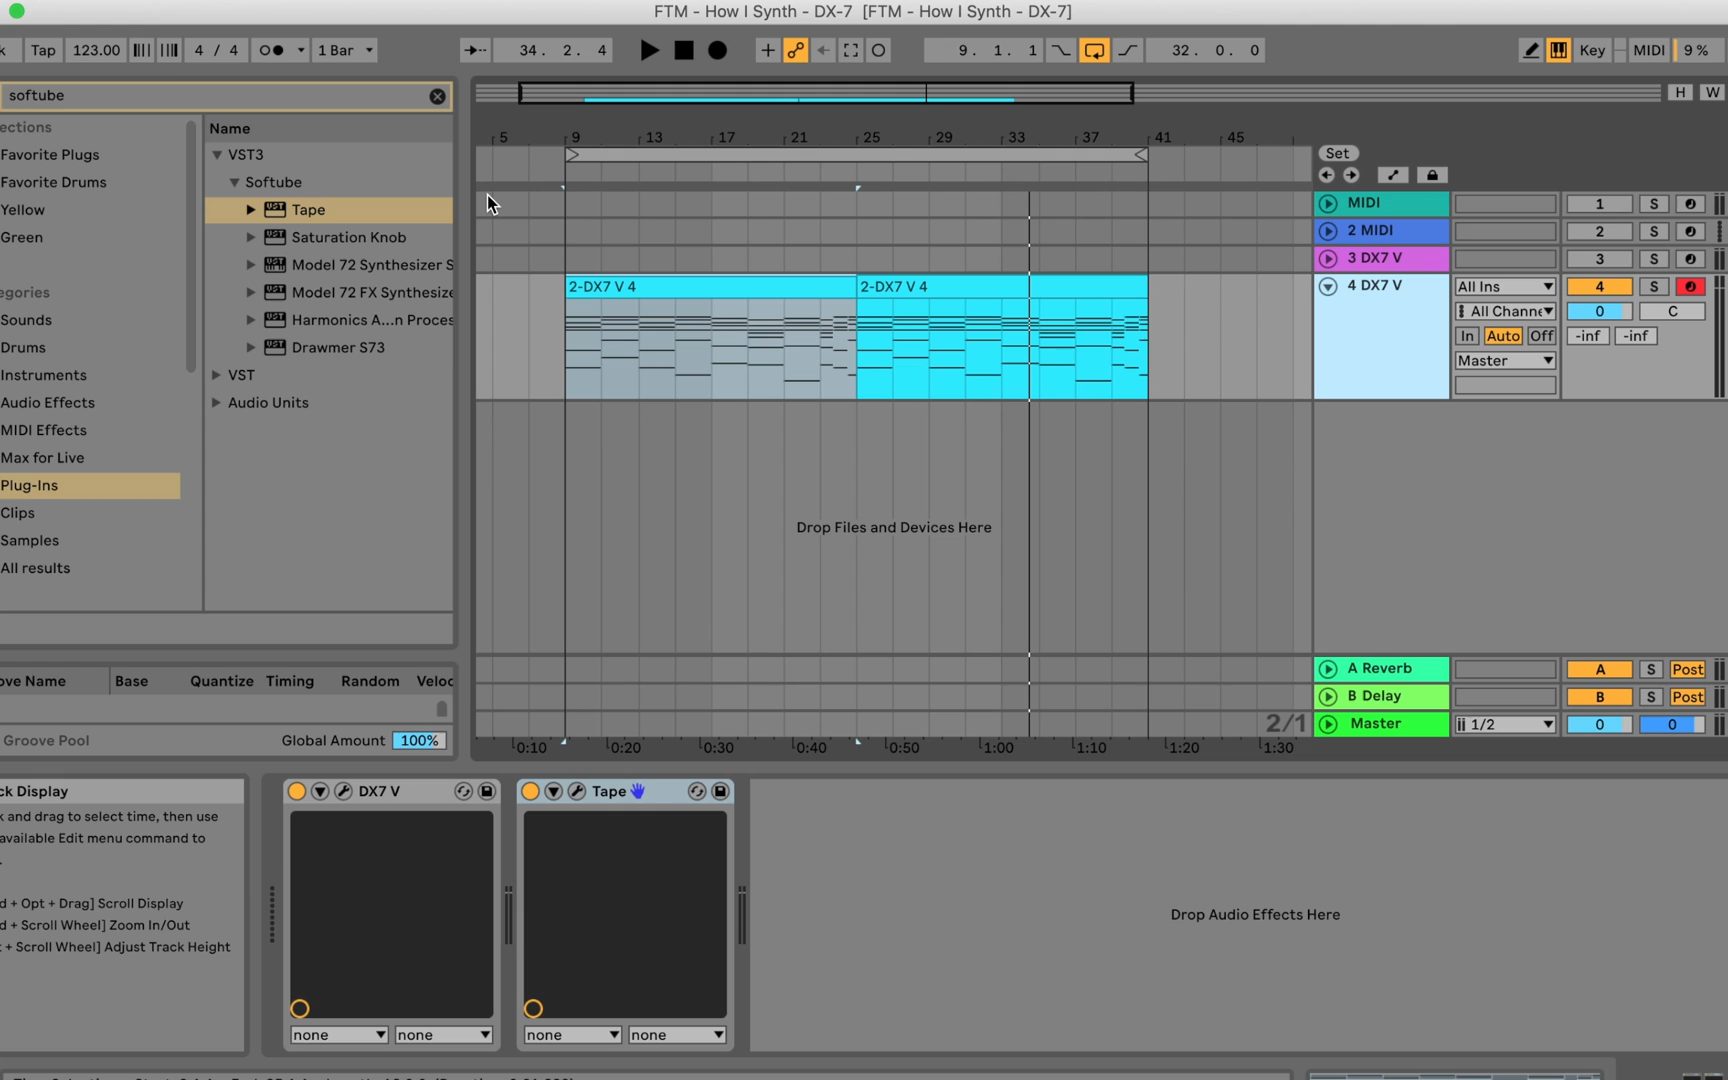 FTM - How I Synth - DX-7  [FTM - How I Synth - DX-7]
k Tap 123.00 4 / 4 1 Bar 34. 2. 4 9. 1. 1 32. 0. 0 Key MIDI 9 %
softube
H W
ections
Favorite Plugs
Favorite Drums
Yellow
Green
egories
Sounds
Drums
Instruments
Audio Effects
MIDI Effects
Max for Live
Plug-Ins
Clips
Samples
All results
Name
VST3
Softube
Tape
Saturation Knob
Model 72 Synthesizer S
Model 72 FX Synthesize
Harmonics A...n Proces
Drawmer S73
VST
Audio Units
5 9 13 17 21 25 29 33 37 41 45
Set
MIDI 1 S
2 MIDI 2 S
3 DX7 V 3 S
2-DX7 V 4 2-DX7 V 4
4 DX7 V All Ins 4 S
All Channe 0 C
In Auto Off -inf -inf
Master
Drop Files and Devices Here
A Reverb A S Post
B Delay B S Post
2/1 Master 1/2 0 0
0:10 0:20 0:30 0:40 0:50 1:00 1:10 1:20 1:30
ove Name Base Quantize Timing Random Veloc
Groove Pool Global Amount 100%
ck Display
k and drag to select time, then use
available Edit menu command to
d + Opt + Drag] Scroll Display
d + Scroll Wheel] Zoom In/Out
t + Scroll Wheel] Adjust Track Height
DX7 V
none none
Tape
none none
Drop Audio Effects Here